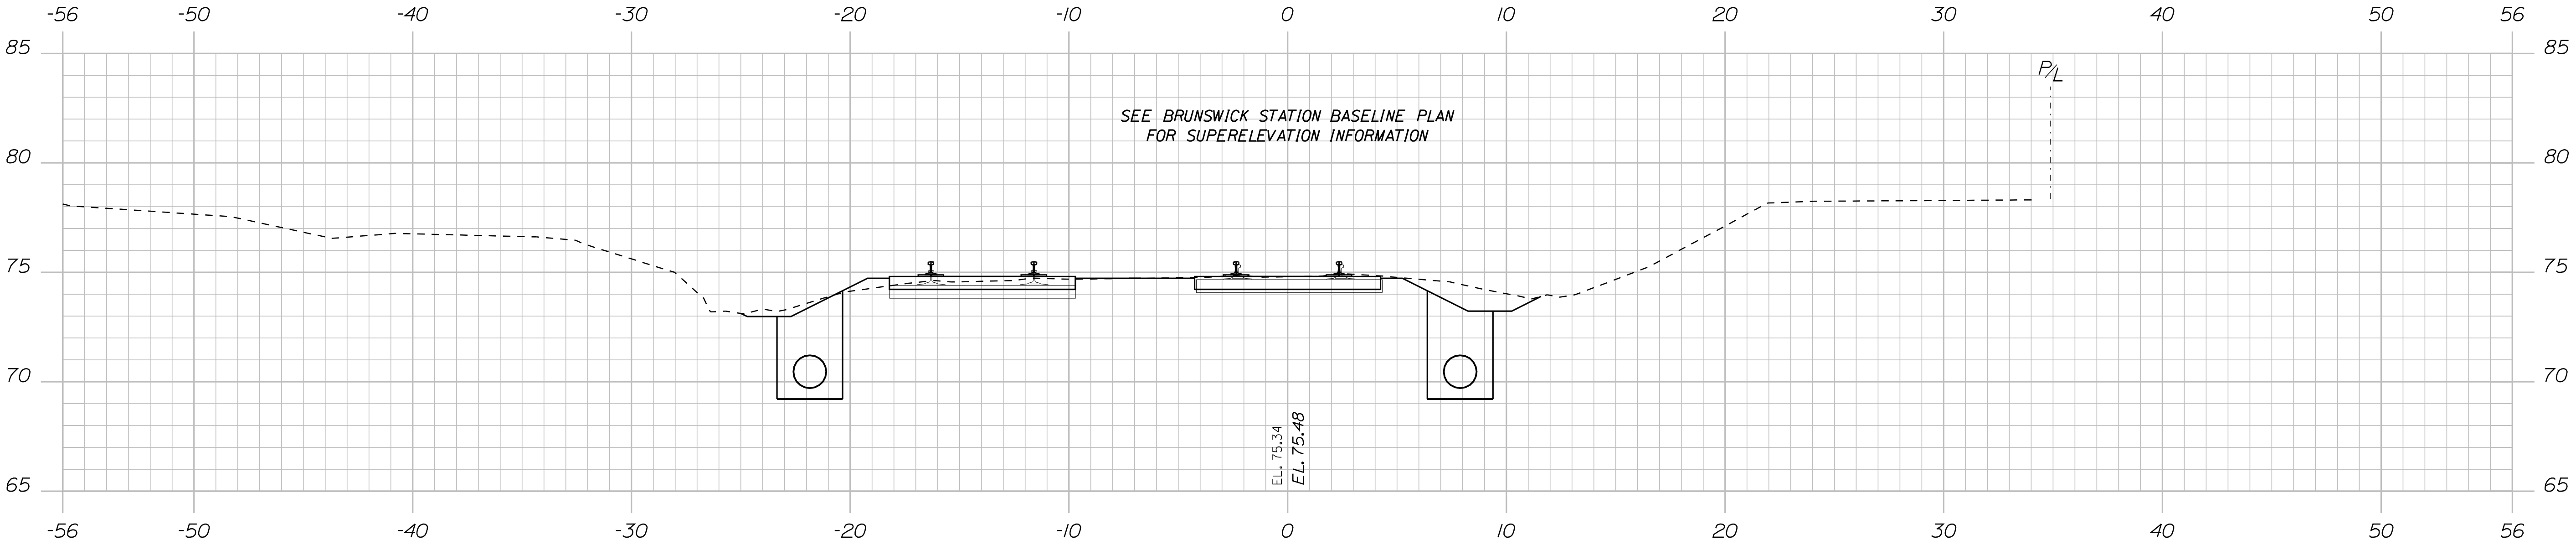 -56 -50 -40 -30 -20 -10 0 10 20 30 40 50 56
85 85
P/L
SEE BRUNSWICK STATION BASELINE PLAN
FOR SUPERELEVATION INFORMATION
80 80
75 75
70 70
EL. 75.34
EL. 75.48
65 65
-56 -50 -40 -30 -20 -10 0 10 20 30 40 50 56